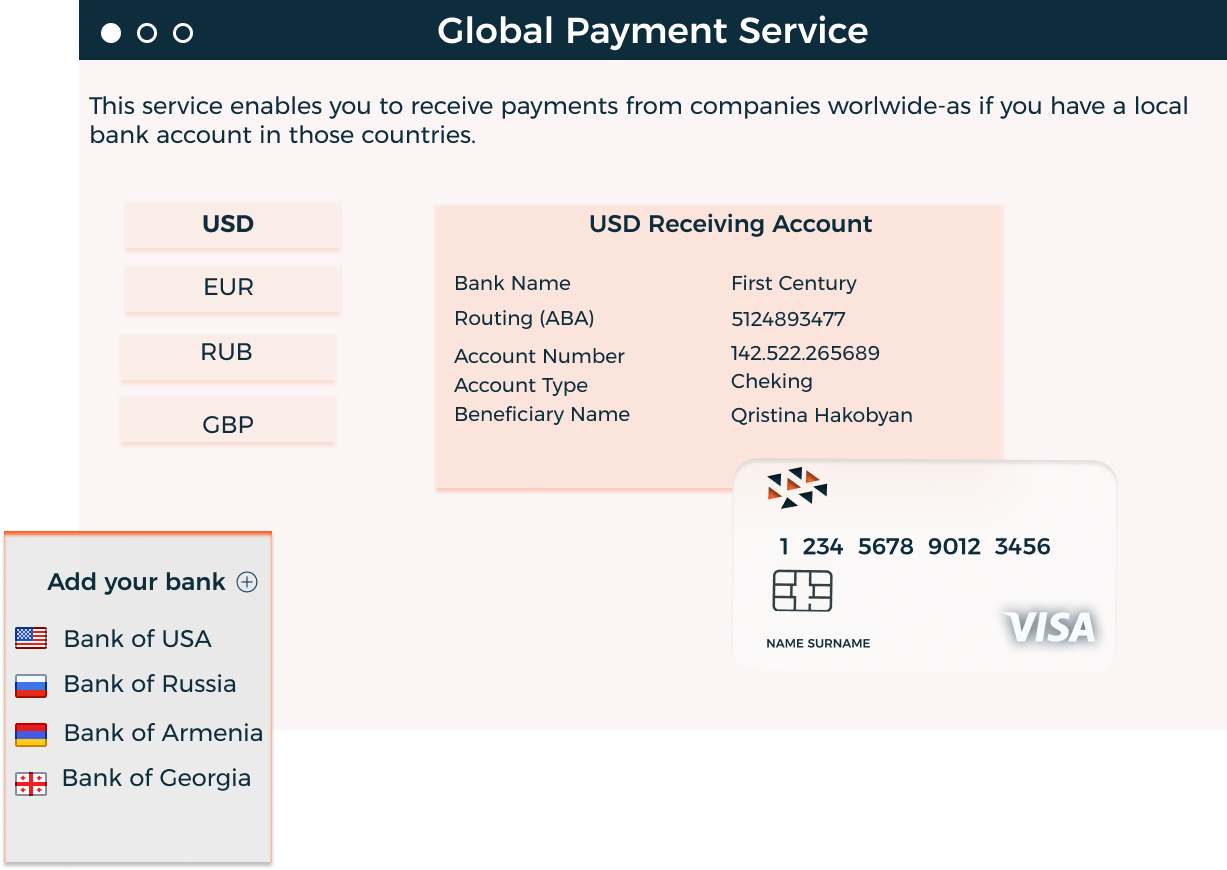 Global Payment Service
This service enables you to receive payments from companies worlwide-as if you have a local
bank account in those countries.
USD
EUR
RUB
GBP
USD Receiving Account
Bank Name First Century
Routing (ABA) 5124893477
Account Number 142.522.265689
Account Type Cheking
Beneficiary Name Qristina Hakobyan
1 234 5678 9012 3456
NAME SURNAME
VISA
Add your bank
Bank of USA
Bank of Russia
Bank of Armenia
Bank of Georgia